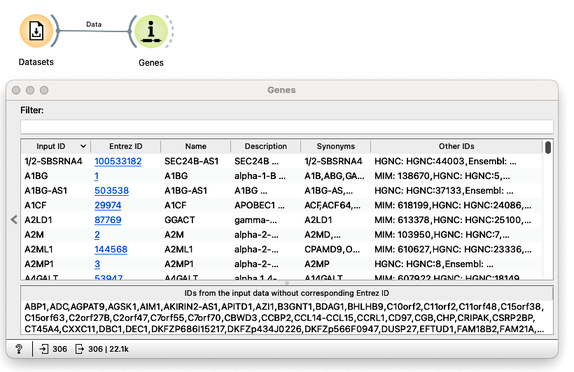 Data
Datasets
Genes
Genes
Filter:
Input ID Entrez ID Name Description Synonyms Other IDs
1/2-SBSRNA4 100533182 SEC24B-AS1 SEC24B ... 1/2-SBSRNA4 HGNC: HGNC:44003,Ensembl: ...
A1BG 1 A1BG alpha-1-B ... A1B,ABG,GA... MIM: 138670,HGNC: HGNC:5,...
A1BG-AS1 503538 A1BG-AS1 A1BG ... A1BG-AS,... HGNC: HGNC:37133,Ensembl: ...
A1CF 29974 A1CF APOBEC1 ... ACF,ACF64,... MIM: 618199,HGNC: HGNC:24086,...
A2LD1 87769 GGACT gamma-... A2LD1 MIM: 613378,HGNC: HGNC:25100,...
A2M 2 A2M alpha-2-... A2MD,... MIM: 103950,HGNC: HGNC:7,...
A2ML1 144568 A2ML1 alpha-2-... CPAMD9,O... MIM: 610627,HGNC: HGNC:23336,...
A2MP1 3 A2MP1 alpha-2-... A2MP HGNC: HGNC:8,Ensembl: ...
A4GALT 53947 A4GALT alpha 1,4-... A14GALT MIM: 607922,HGNC: HGNC:18149,...
IDs from the input data without corresponding Entrez ID
ABP1,ADC,AGPAT9,AGSK1,AIM1,AKIRIN2-AS1,APITD1,AZI1,B3GNT1,BDAG1,BHLHB9,C10orf2,C11orf2,C11orf48,C15orf38,
C15orf63,C2orf27B,C2orf47,C7orf55,C7orf70,CBWD3,CCBP2,CCL14-CCL15,CCRL1,CD97,CGB,CHP,CRIPAK,CSRP2BP,
CT45A4,CXXC11,DBC1,DEC1,DKFZP686I15217,DKFZp434J0226,DKFZp566F0947,DUSP27,EFTUD1,FAM18B2,FAM21A,...
? 306 306 | 22.1k